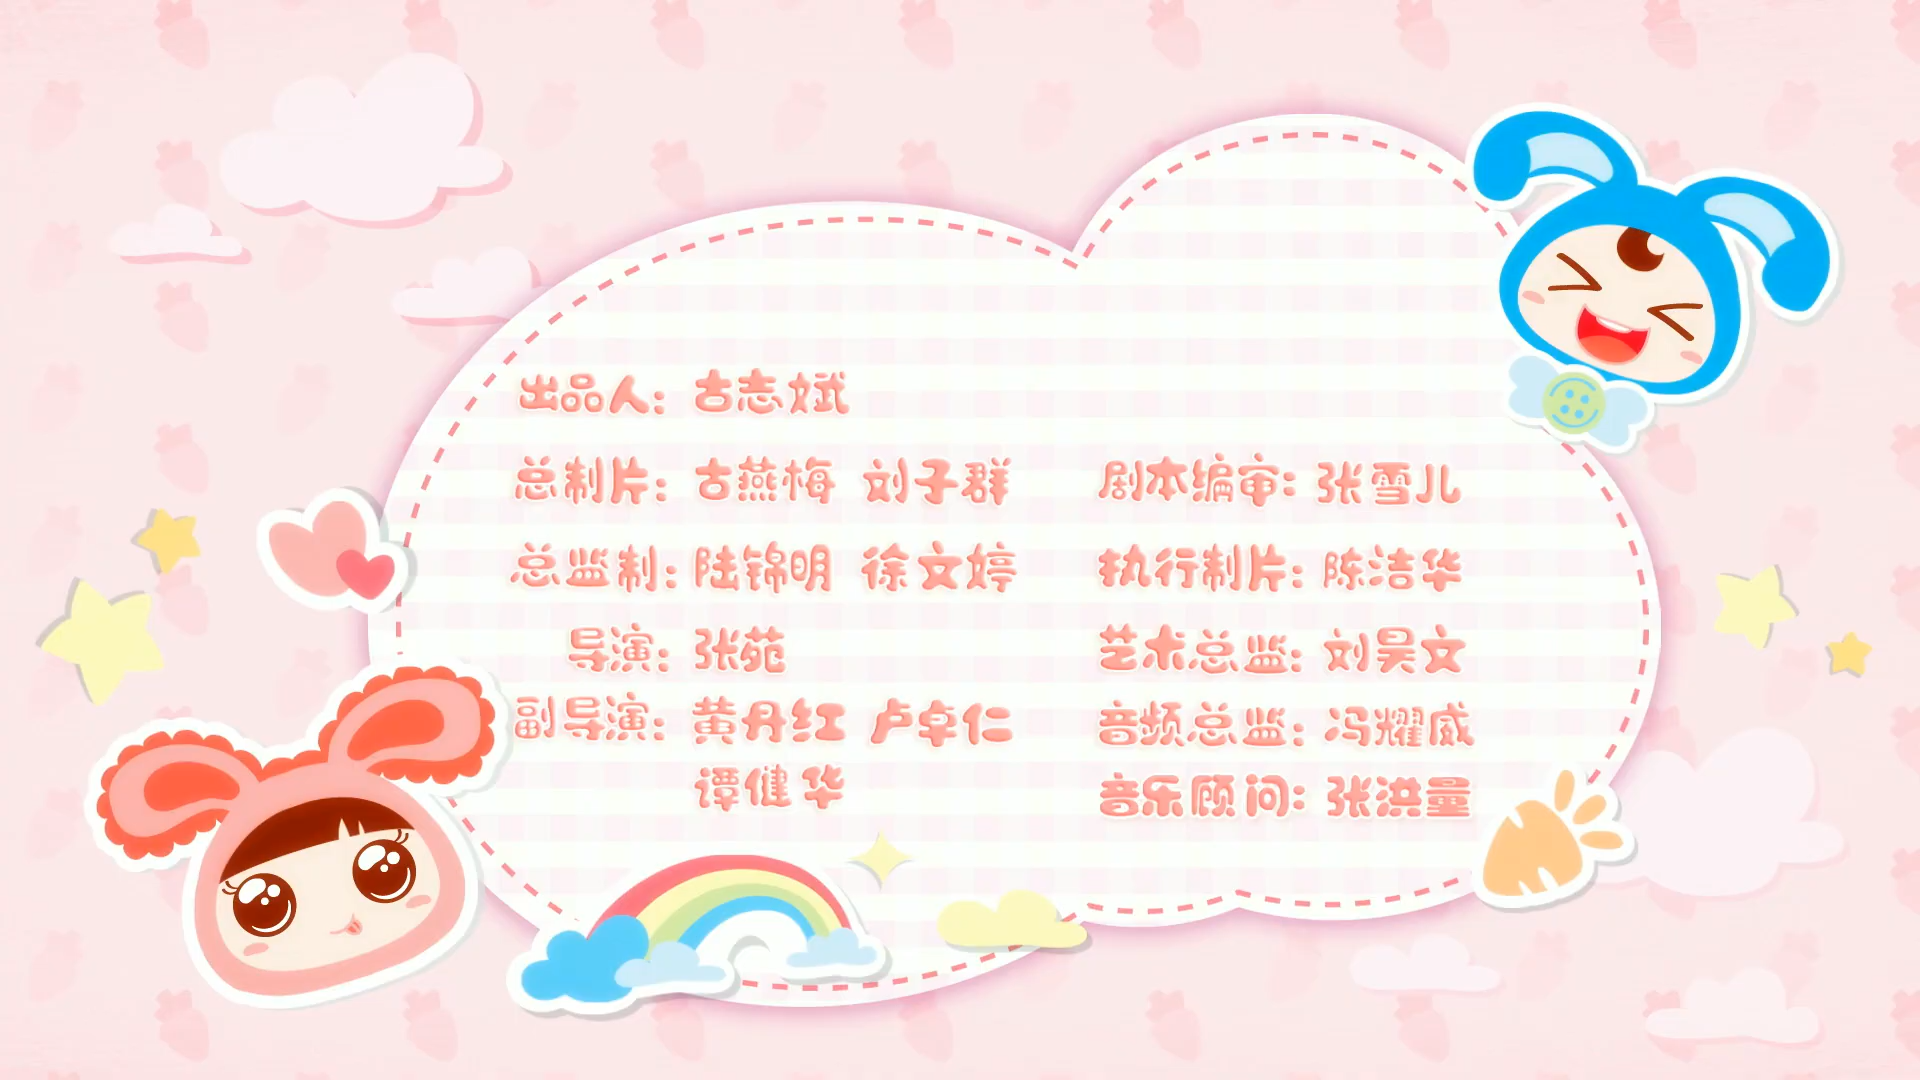 出品人: 古志斌
总制片: 古燕梅 刘子群
总监制: 陆锦明 徐文婷
导演: 张苑
副导演: 黄丹红 卢卓仁
谭健华
剧本编审: 张雪儿
执行制片: 陈洁华
艺术总监: 刘昊文
音频总监: 冯耀威
音乐顾问: 张洪量